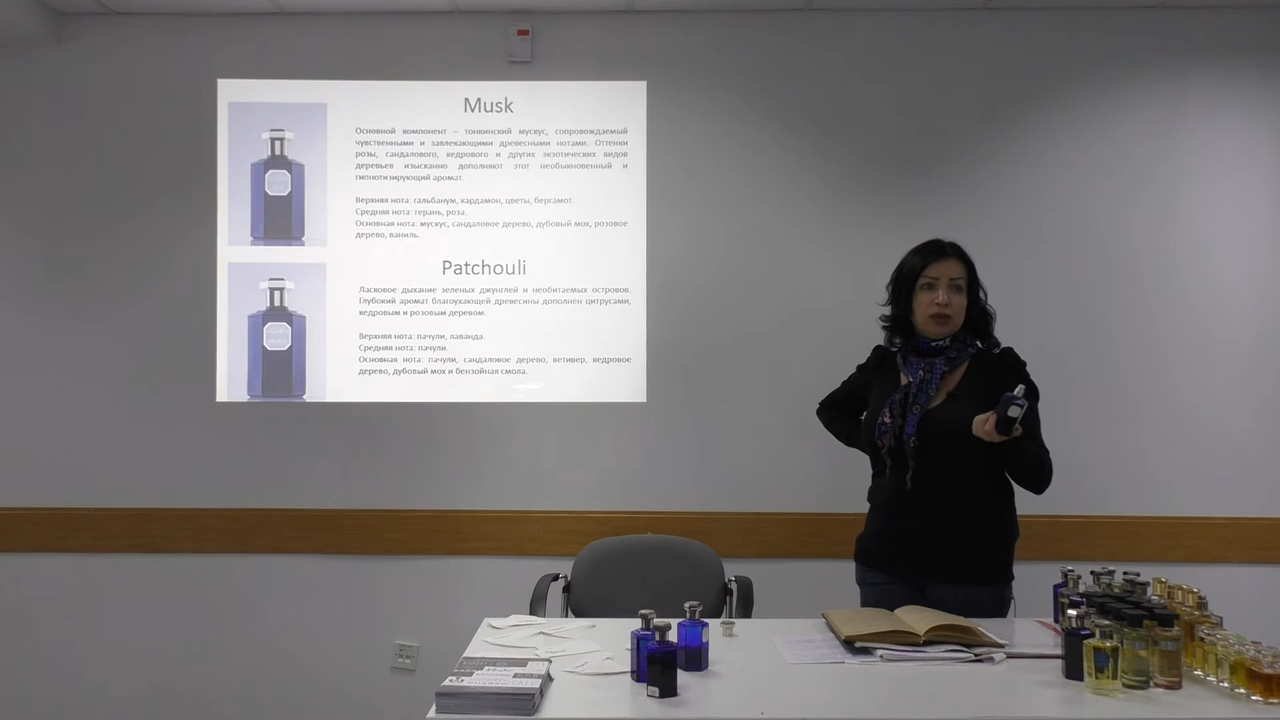 Musk
Основной компонент – тонкинский мускус, сопровождаемый
чувственными и завлекающими древесными нотами. Оттенки
розы, сандалового, кедрового и других экзотических видов
деревьев изысканно дополняют этот необыкновенный и
гипнотизирующий аромат.
Верхняя нота: гальбанум, кардамон, цветы, бергамот.
Средняя нота: герань, роза.
Основная нота: мускус, сандаловое дерево, дубовый мох, розовое
дерево, ваниль.
Patchouli
Ласковое дыхание зеленых джунглей и необитаемых островов.
Глубокий аромат благоухающей древесины дополнен цитрусами,
кедровым и розовым деревом.
Верхняя нота: пачули, лаванда.
Средняя нота: пачули.
Основная нота: пачули, сандаловое дерево, ветивер, кедровое
дерево, дубовый мох и бензойная смола.